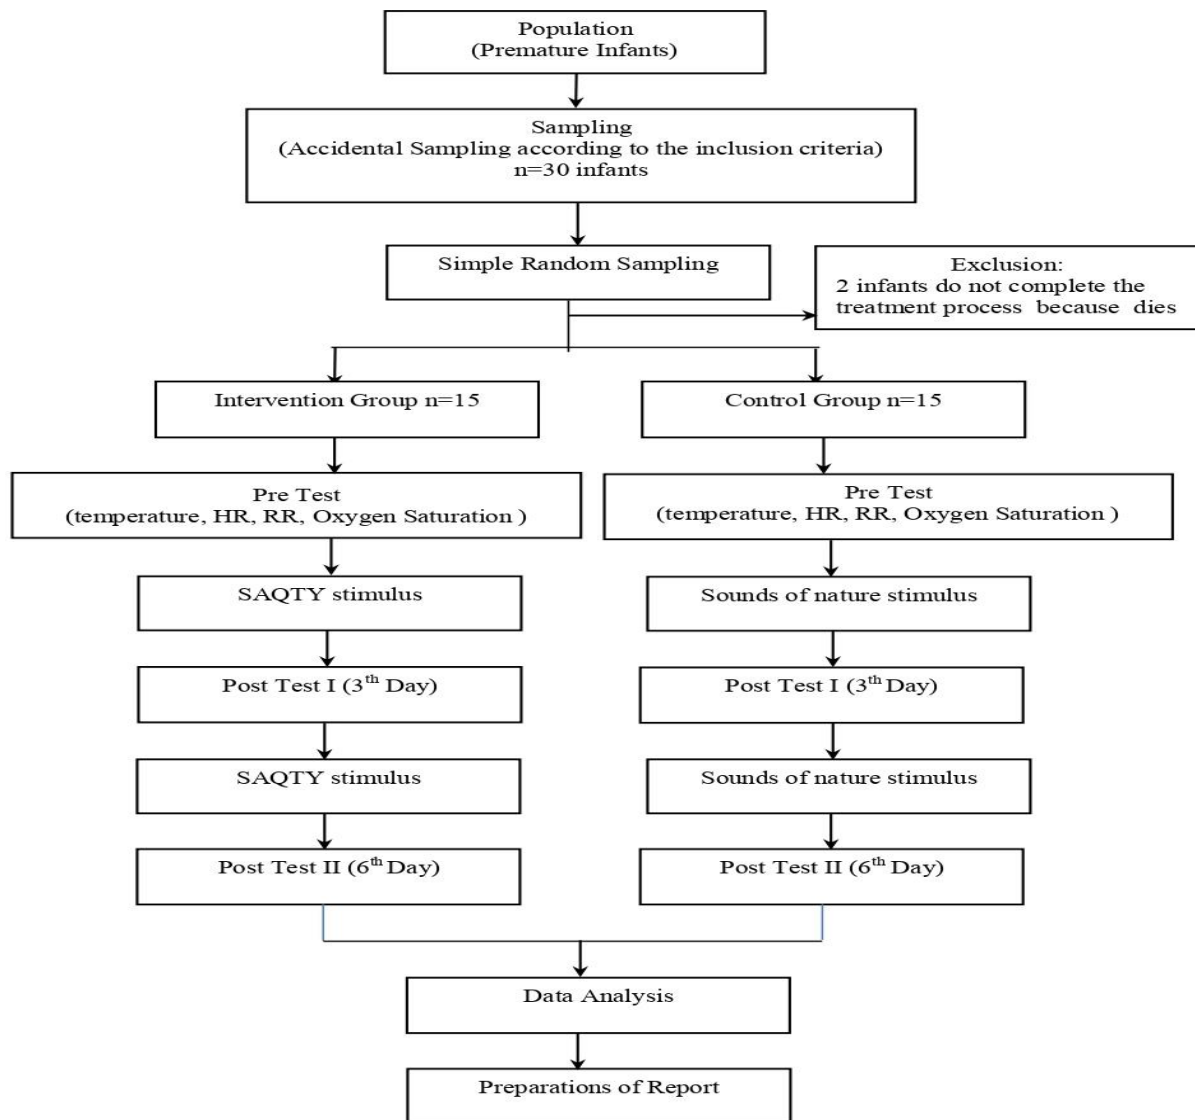 Population
(Premature Infants)
Sampling
(Accidental Sampling according to the inclusion criteria)
n=30 infants
Simple Random Sampling
Exclusion:
2 infants do not complete the
treatment process because dies
Intervention Group n=15
Control Group n=15
Pre Test
(temperature, HR, RR, Oxygen Saturation )
Pre Test
(temperature, HR, RR, Oxygen Saturation )
SAQTY stimulus
Sounds of nature stimulus
Post Test I (3th Day)
Post Test I (3th Day)
SAQTY stimulus
Sounds of nature stimulus
Post Test II (6th Day)
Post Test II (6th Day)
Data Analysis
Preparations of Report